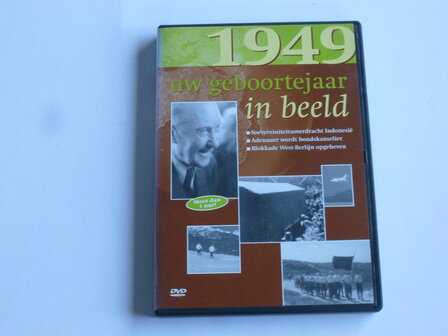 1949
uw geboortejaar
in beeld
■ Soevereiniteitsoverdracht Indonesië
■ Adenauer wordt bondskanselier
■ Blokkade West-Berlijn opgeheven
Meer dan
1 uur!
DVD